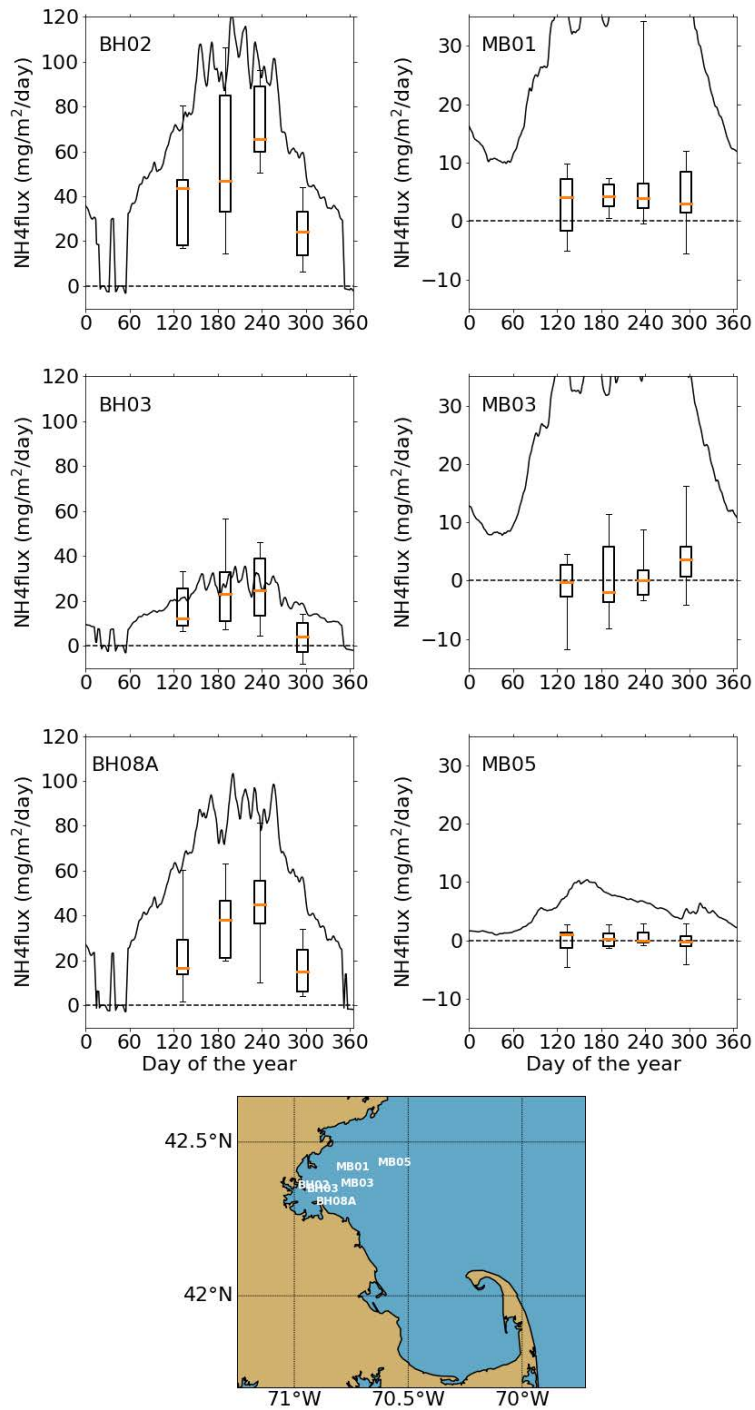 BH02
NH4flux (mg/m²/day)
120
100
80
60
40
20
0
0 60 120 180 240 300 360
MB01
NH4flux (mg/m²/day)
30
20
10
0
−10
0 60 120 180 240 300 360
BH03
NH4flux (mg/m²/day)
120
100
80
60
40
20
0
0 60 120 180 240 300 360
MB03
NH4flux (mg/m²/day)
30
20
10
0
−10
0 60 120 180 240 300 360
BH08A
NH4flux (mg/m²/day)
120
100
80
60
40
20
0
0 60 120 180 240 300 360
Day of the year
MB05
NH4flux (mg/m²/day)
30
20
10
0
−10
0 60 120 180 240 300 360
Day of the year
42.5°N
42°N
MB01 MB05
BH02 BH03 MB03
BH08A
71°W 70.5°W 70°W